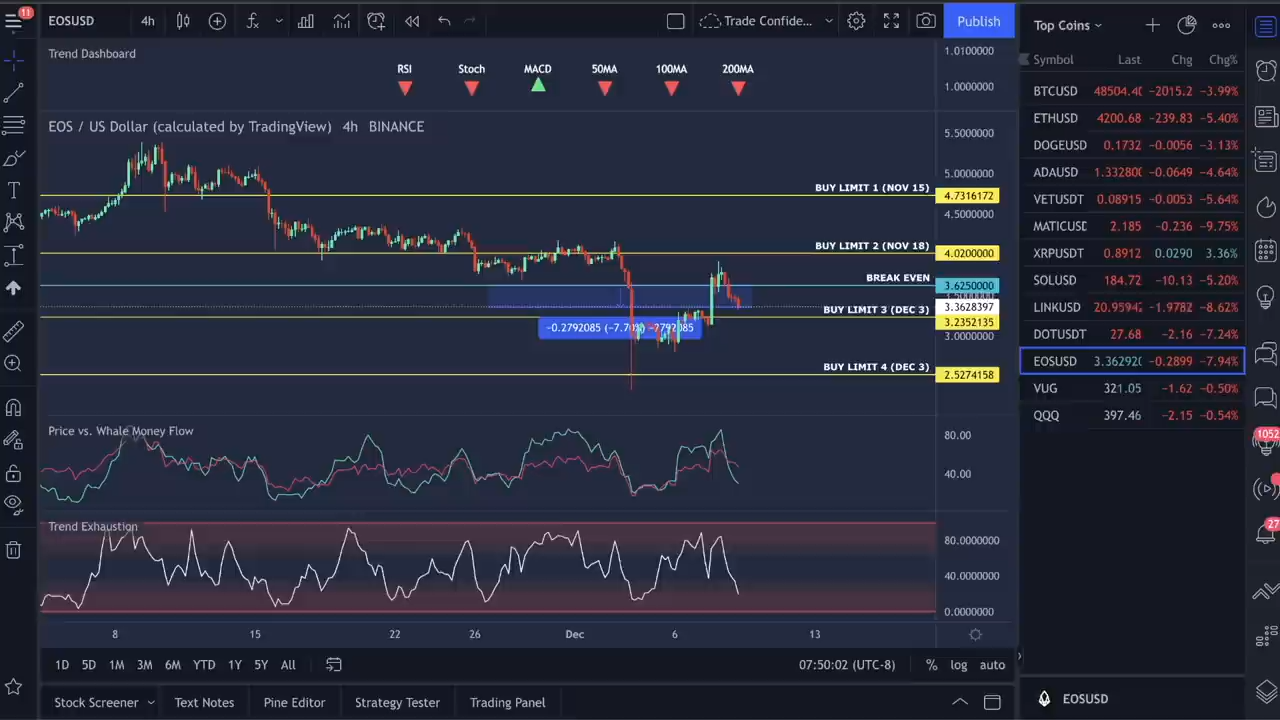 11
EOSUSD
4h
Trade Confide...
Publish
Top Coins
Trend Dashboard
1.0100000
RSI Stoch MACD 50MA 100MA 200MA
1.0000000
EOS / US Dollar (calculated by TradingView) 4h BINANCE
5.5000000
5.0000000
BUY LIMIT 1 (NOV 15)
4.7316172
4.5000000
BUY LIMIT 2 (NOV 18)
4.0200000
BREAK EVEN
3.6250000
3.3628397
BUY LIMIT 3 (DEC 3)
3.2352135
3.0000000
BUY LIMIT 4 (DEC 3)
2.5274158
Price vs. Whale Money Flow
80.00
40.00
Trend Exhaustion
80.0000000
40.0000000
0.0000000
8 15 22 26 Dec 6 13
1D 5D 1M 3M 6M YTD 1Y 5Y All
07:50:02 (UTC-8)
% log auto
Stock Screener
Text Notes
Pine Editor
Strategy Tester
Trading Panel
Symbol Last Chg Chg%
BTCUSD −2015.2 −3.99%
ETHUSD 4200.68 −239.83 −5.40%
DOGEUSD 0.1732 −0.0056 −3.13%
ADAUSD −0.0649 −4.64%
VETUSDT 0.08915 −0.0053 −5.64%
2.185 −0.236 −9.75%
XRPUSDT 0.8912 0.0290 3.36%
SOLUSD 184.72 −10.13 −5.20%
LINKUSD −1.9782 −8.62%
DOTUSDT 27.68 −2.16 −7.24%
EOSUSD −0.2899 −7.94%
VUG 321.05 −1.62 −0.50%
QQQ 397.46 −2.15 −0.54%
EOSUSD
1052
27